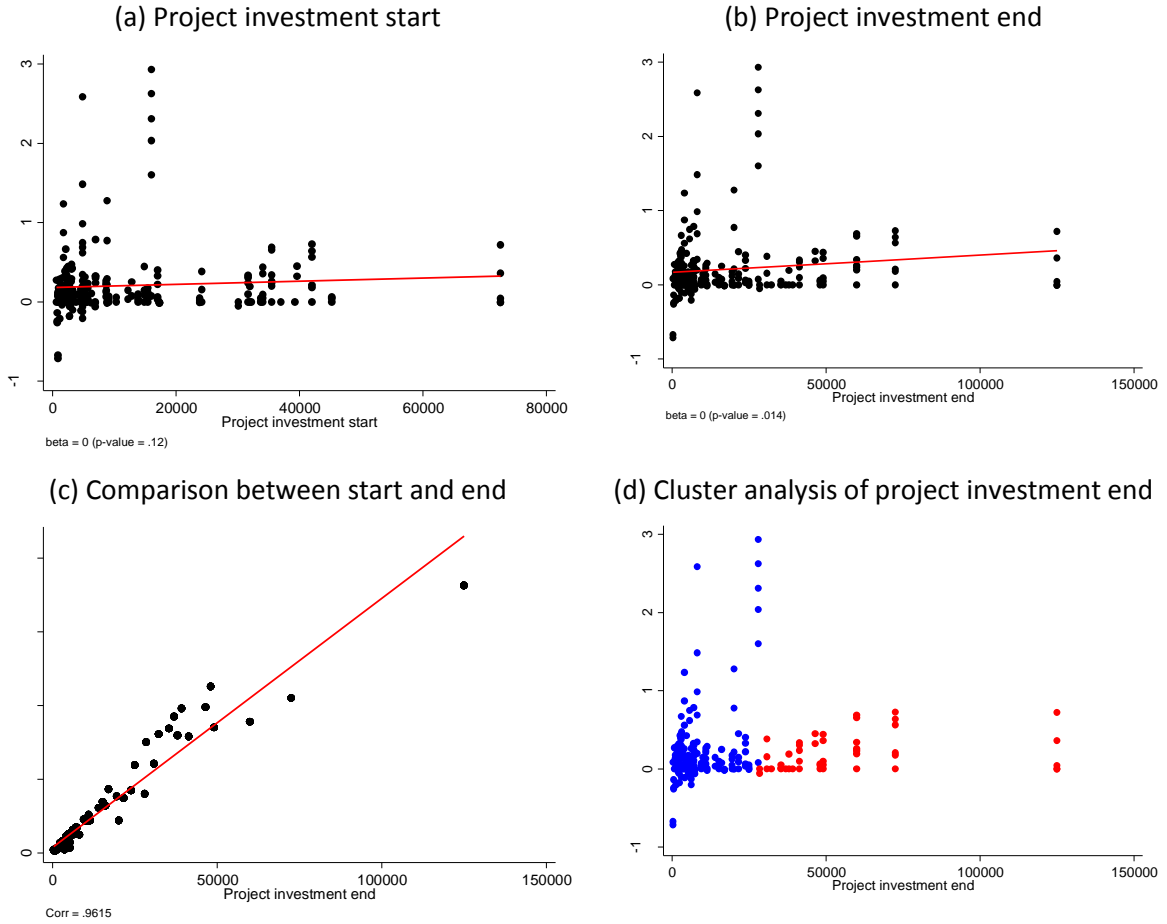 (a) Project investment start
3
2
1
0
-1
0 20000 40000 60000 80000
Project investment start
beta = 0 (p-value = .12)
(b) Project investment end
3
2
1
0
-1
0 50000 100000 150000
Project investment end
beta = 0 (p-value = .014)
(c) Comparison between start and end
0
0 50000 100000 150000
Project investment end
Corr = .9615
(d) Cluster analysis of project investment end
3
2
1
0
-1
0 50000 100000 150000
Project investment end